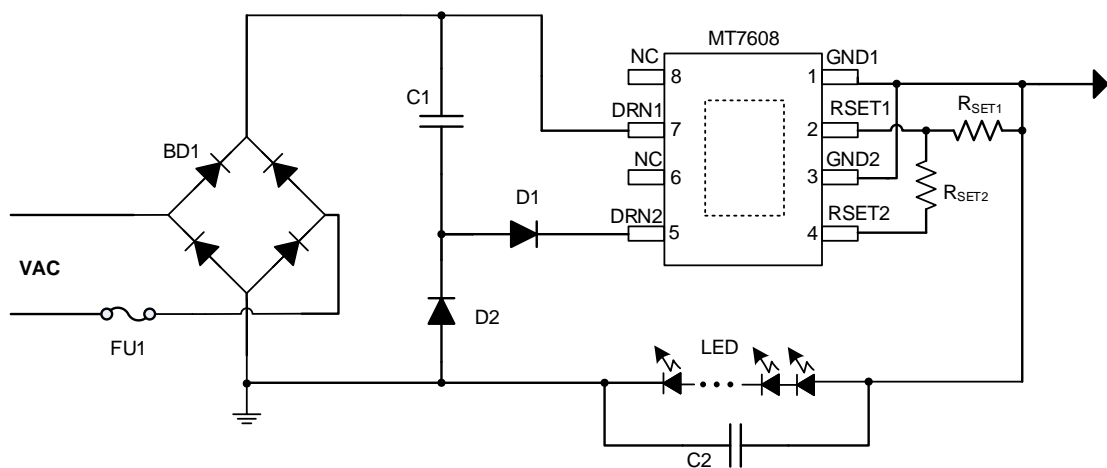 MT7608
NC
8
1
GND1
C1
DRN1
7
2
RSET1
RSET1
BD1
NC
6
3
GND2
RSET2
D1
DRN2
5
4
RSET2
VAC
D2
FU1
LED
C2